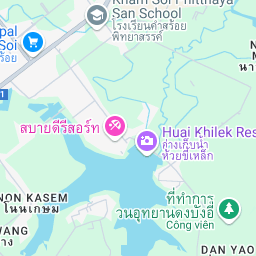 Kham Soi Phitthaya
San School
โรงเรียนคำสร้อย
พิทยาสรรค์
สบายดีรีสอร์ท
Huai Khilek Res
อ่างเก็บน้ำ
ห้วยขี้เหล็ก
NON KASEM
โนนเกษม
ที่ทำการ
วนอุทยานดงบังอี่
Công viên
DAN YAO